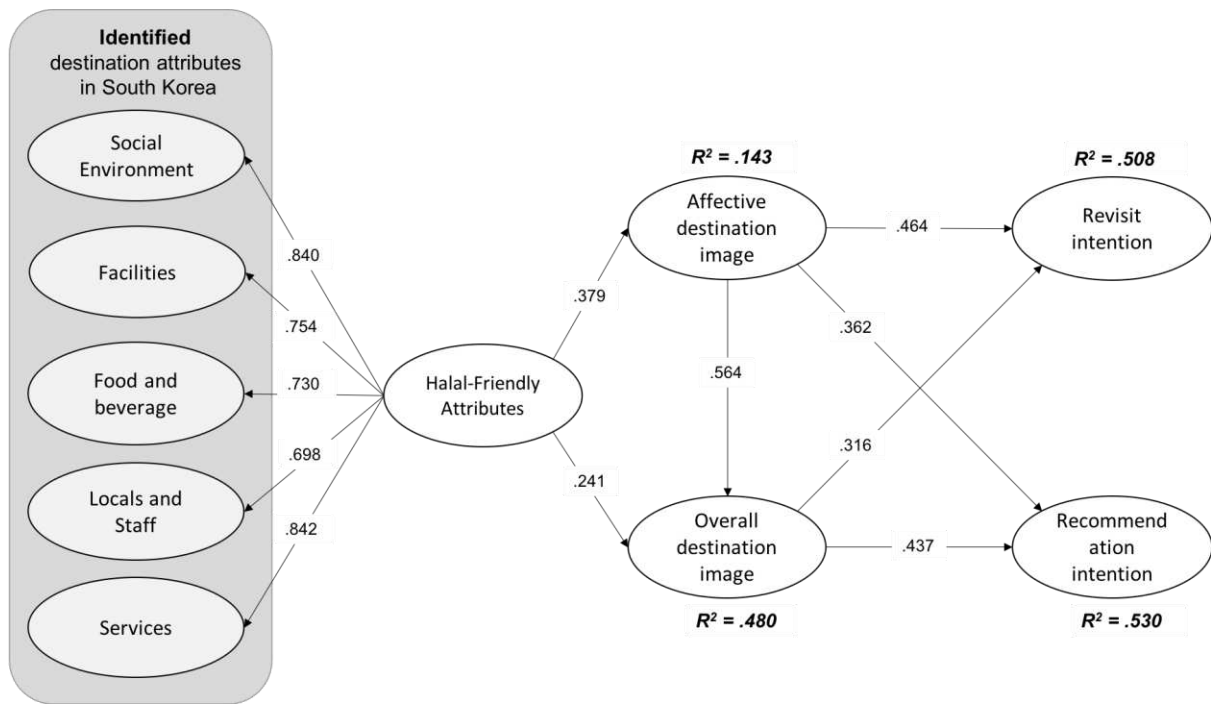 Identified
destination attributes
in South Korea
Social
Environment
Facilities
Food and
beverage
Locals and
Staff
Services
.840
.754
.730
.698
.842
Halal-Friendly
Attributes
.379
.241
R² = .143
Affective
destination
image
.564
Overall
destination
image
R² = .480
.464
.362
.316
.437
R² = .508
Revisit
intention
Recommend
ation
intention
R² = .530